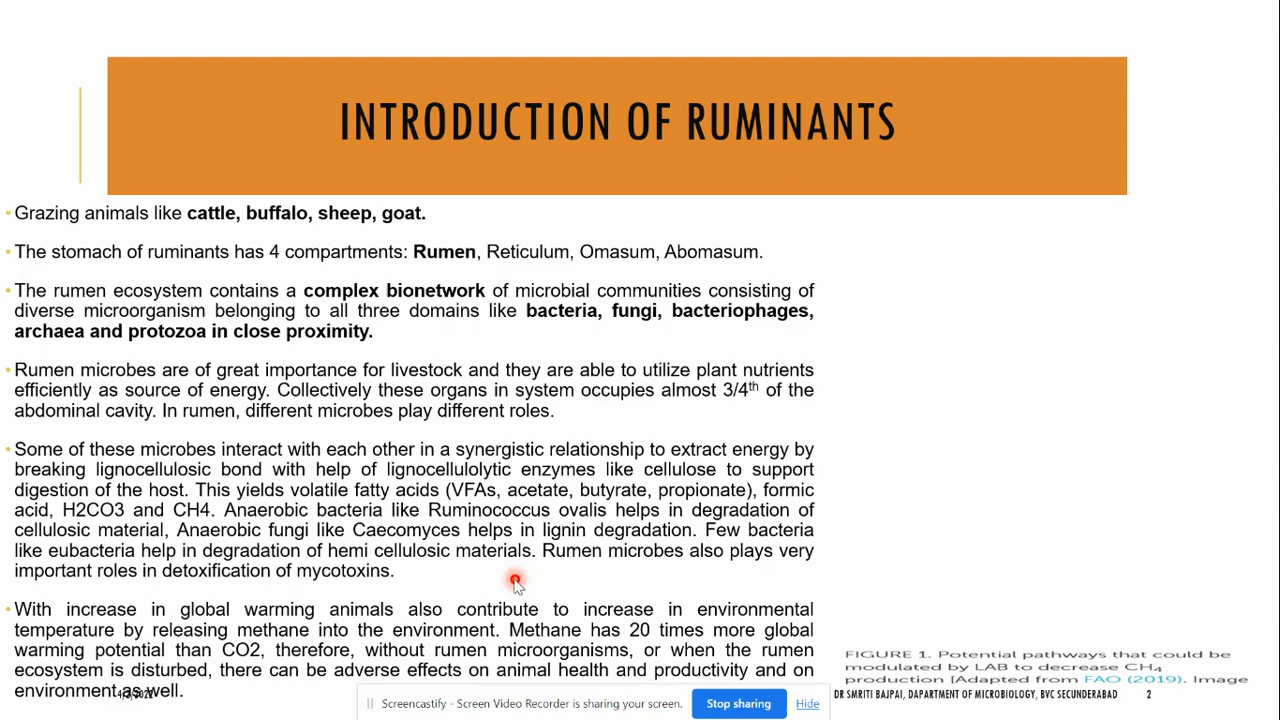 INTRODUCTION OF RUMINANTS
• Grazing animals like cattle, buffalo, sheep, goat.
• The stomach of ruminants has 4 compartments: Rumen, Reticulum, Omasum, Abomasum.
• The rumen ecosystem contains a complex bionetwork of microbial communities consisting of
diverse microorganism belonging to all three domains like bacteria, fungi, bacteriophages,
archaea and protozoa in close proximity.
• Rumen microbes are of great importance for livestock and they are able to utilize plant nutrients
efficiently as source of energy. Collectively these organs in system occupies almost 3/4th of the
abdominal cavity. In rumen, different microbes play different roles.
• Some of these microbes interact with each other in a synergistic relationship to extract energy by
breaking lignocellulosic bond with help of lignocellulolytic enzymes like cellulose to support
digestion of the host. This yields volatile fatty acids (VFAs, acetate, butyrate, propionate), formic
acid, H2CO3 and CH4. Anaerobic bacteria like Ruminococcus ovalis helps in degradation of
cellulosic material, Anaerobic fungi like Caecomyces helps in lignin degradation. Few bacteria
like eubacteria help in degradation of hemi cellulosic materials. Rumen microbes also plays very
important roles in detoxification of mycotoxins.
• With increase in global warming animals also contribute to increase in environmental
temperature by releasing methane into the environment. Methane has 20 times more global
warming potential than CO2, therefore, without rumen microorganisms, or when the rumen
ecosystem is disturbed, there can be adverse effects on animal health and productivity and on
environment as well.
FIGURE 1. Potential pathways that could be
modulated by LAB to decrease CH4
production [Adapted from FAO (2019). Image
DR SMRITI BAJPAI, DAPARTMENT OF MICROBIOLOGY, BVC SECUNDERABAD 2
Screencastify - Screen Video Recorder is sharing your screen. Stop sharing Hide